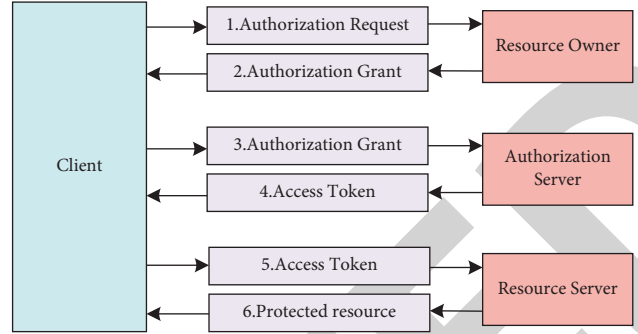 1.Authorization Request
Resource Owner
2.Authorization Grant
Client
3.Authorization Grant
Authorization
Server
4.Access Token
5.Access Token
Resource Server
6.Protected resource